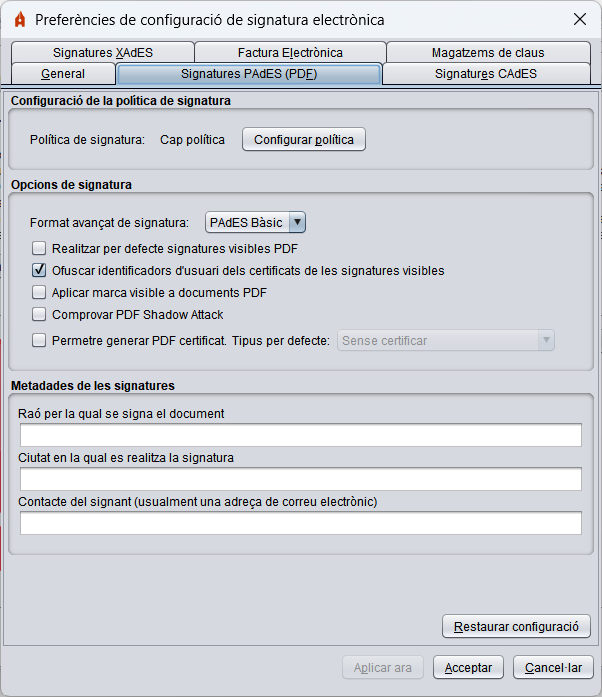 Preferències de configuració de signatura electrònica
Signatures XAdES
Factura Electrònica
Magatzems de claus
General
Signatures PAdES (PDF)
Signatures CAdES
Configuració de la política de signatura
Política de signatura: Cap política Configurar política
Opcions de signatura
Format avançat de signatura: PAdES Bàsic
Realitzar per defecte signatures visibles PDF
Ofuscar identificadors d'usuari dels certificats de les signatures visibles
Aplicar marca visible a documents PDF
Comprovar PDF Shadow Attack
Permetre generar PDF certificat. Tipus per defecte: Sense certificar
Metadades de les signatures
Raó per la qual se signa el document
Ciutat en la qual es realitza la signatura
Contacte del signant (usualment una adreça de correu electrònic)
Restaurar configuració
Aplicar ara
Acceptar
Cancel·lar